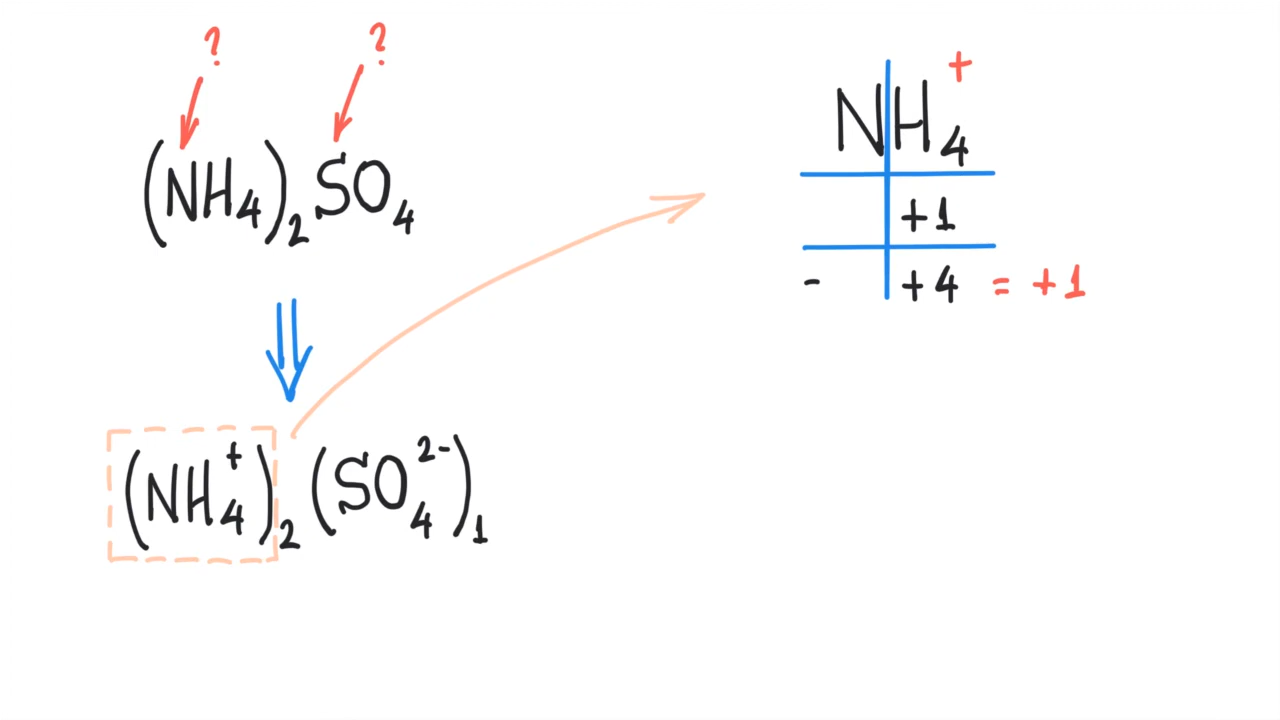 ? ?
(NH₄)₂SO₄
(NH₄⁺)₂(SO₄²⁻)₁
NH₄⁺
+1
- +4 = +1